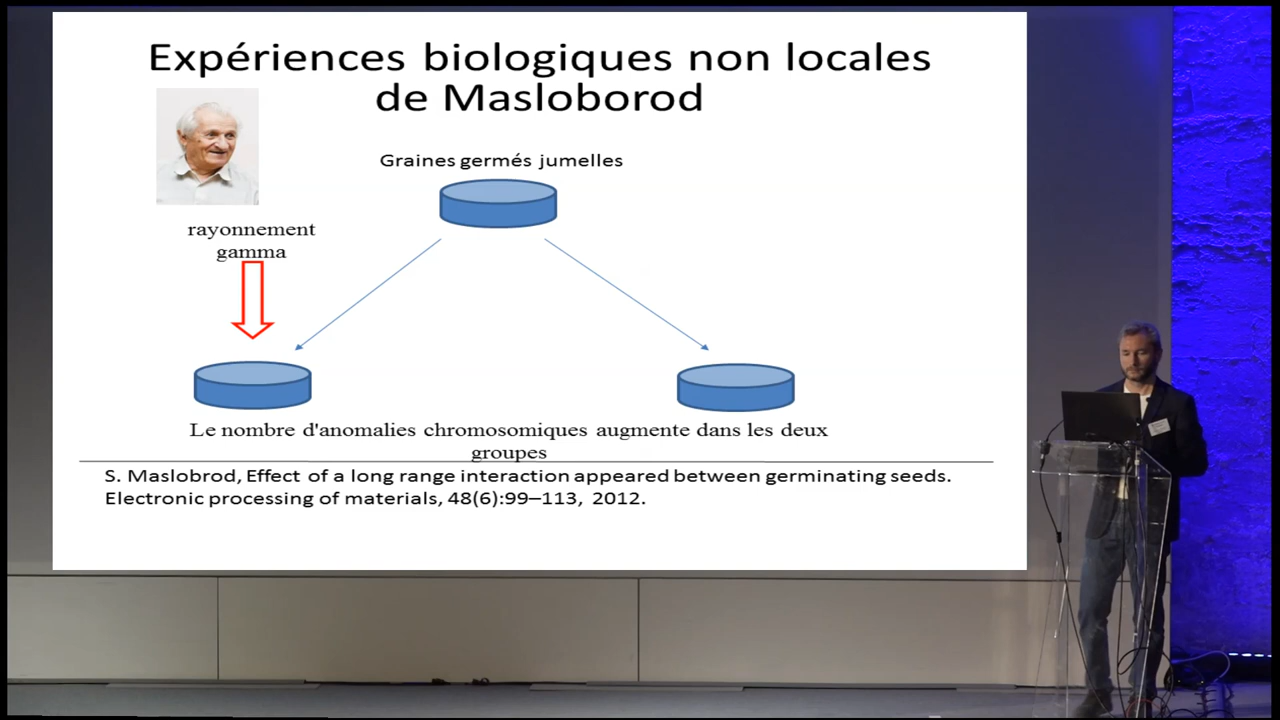 Expériences biologiques non locales
de Masloborod
Graines germés jumelles
rayonnement
gamma
Le nombre d'anomalies chromosomiques augmente dans les deux
groupes
S. Maslobrod, Effect of a long range interaction appeared between germinating seeds.
Electronic processing of materials, 48(6):99–113, 2012.